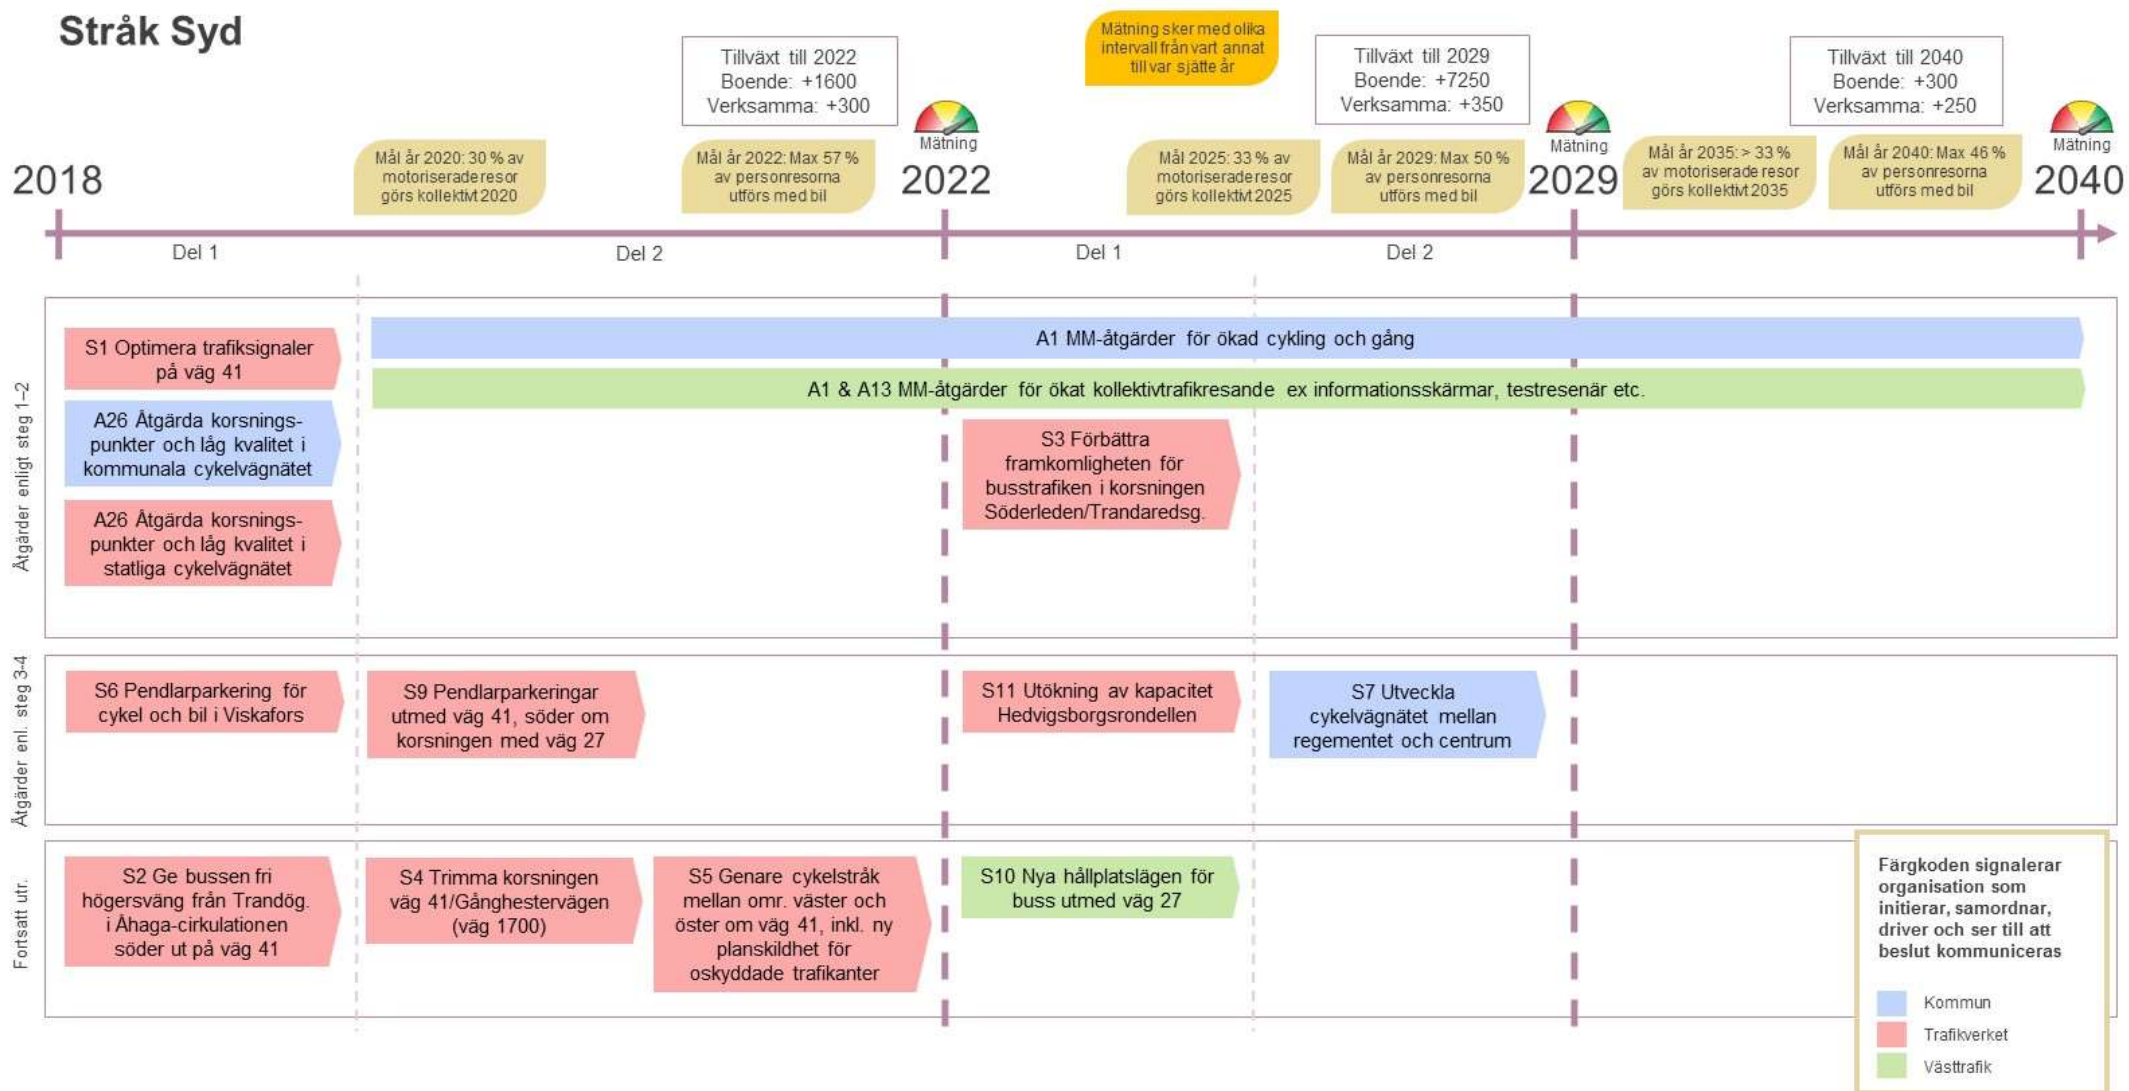 Stråk Syd
Tillväxt till 2022
Boende: +1600
Verksamma: +300
Mätning sker med olika
intervall från vart annat
till var sjätte år
Tillväxt till 2029
Boende: +7250
Verksamma: +350
Tillväxt till 2040
Boende: +300
Verksamma: +250
2018
Mål år 2020: 30 % av
motoriserade resor
görs kollektivt 2020
Mål år 2022: Max 57 %
av personresorna
utförs med bil
Mätning
2022
Mål 2025: 33 % av
motoriserade resor
görs kollektivt 2025
Mål år 2029: Max 50 %
av personresorna
utförs med bil
Mätning
2029
Mål år 2035: > 33 %
av motoriserade resor
görs kollektivt 2035
Mål år 2040: Max 46 %
av personresorna
utförs med bil
Mätning
2040
Del 1
Del 2
Del 1
Del 2
Åtgärder enligt steg 1–2
S1 Optimera trafiksignaler
på väg 41
A26 Åtgärda korsnings-
punkter och låg kvalitet i
kommunala cykelvägnätet
A26 Åtgärda korsnings-
punkter och låg kvalitet i
statliga cykelvägnätet
A1 MM-åtgärder för ökad cykling och gång
A1 & A13 MM-åtgärder för ökat kollektivtrafikresande ex informationsskärmar, testresenär etc.
S3 Förbättra
framkomligheten för
busstrafiken i korsningen
Söderleden/Trandaredsg.
Åtgärder enl. steg 3-4
S6 Pendlarparkering för
cykel och bil i Viskafors
S9 Pendlarparkeringar
utmed väg 41, söder om
korsningen med väg 27
S11 Utökning av kapacitet
Hedvigsborgsrondellen
S7 Utveckla
cykelvägnätet mellan
regementet och centrum
Fortsatt utr.
S2 Ge bussen fri
högersväng från Trandög.
i Åhaga-cirkulationen
söder ut på väg 41
S4 Trimma korsningen
väg 41/Gånghestervägen
(väg 1700)
S5 Genare cykelstråk
mellan omr. väster och
öster om väg 41, inkl. ny
planskildhet för
oskyddade trafikanter
S10 Nya hållplatslägen för
buss utmed väg 27
Färgkoden signalerar
organisation som
initierar, samordnar,
driver och ser till att
beslut kommuniceras
Kommun
Trafikverket
Västtrafik